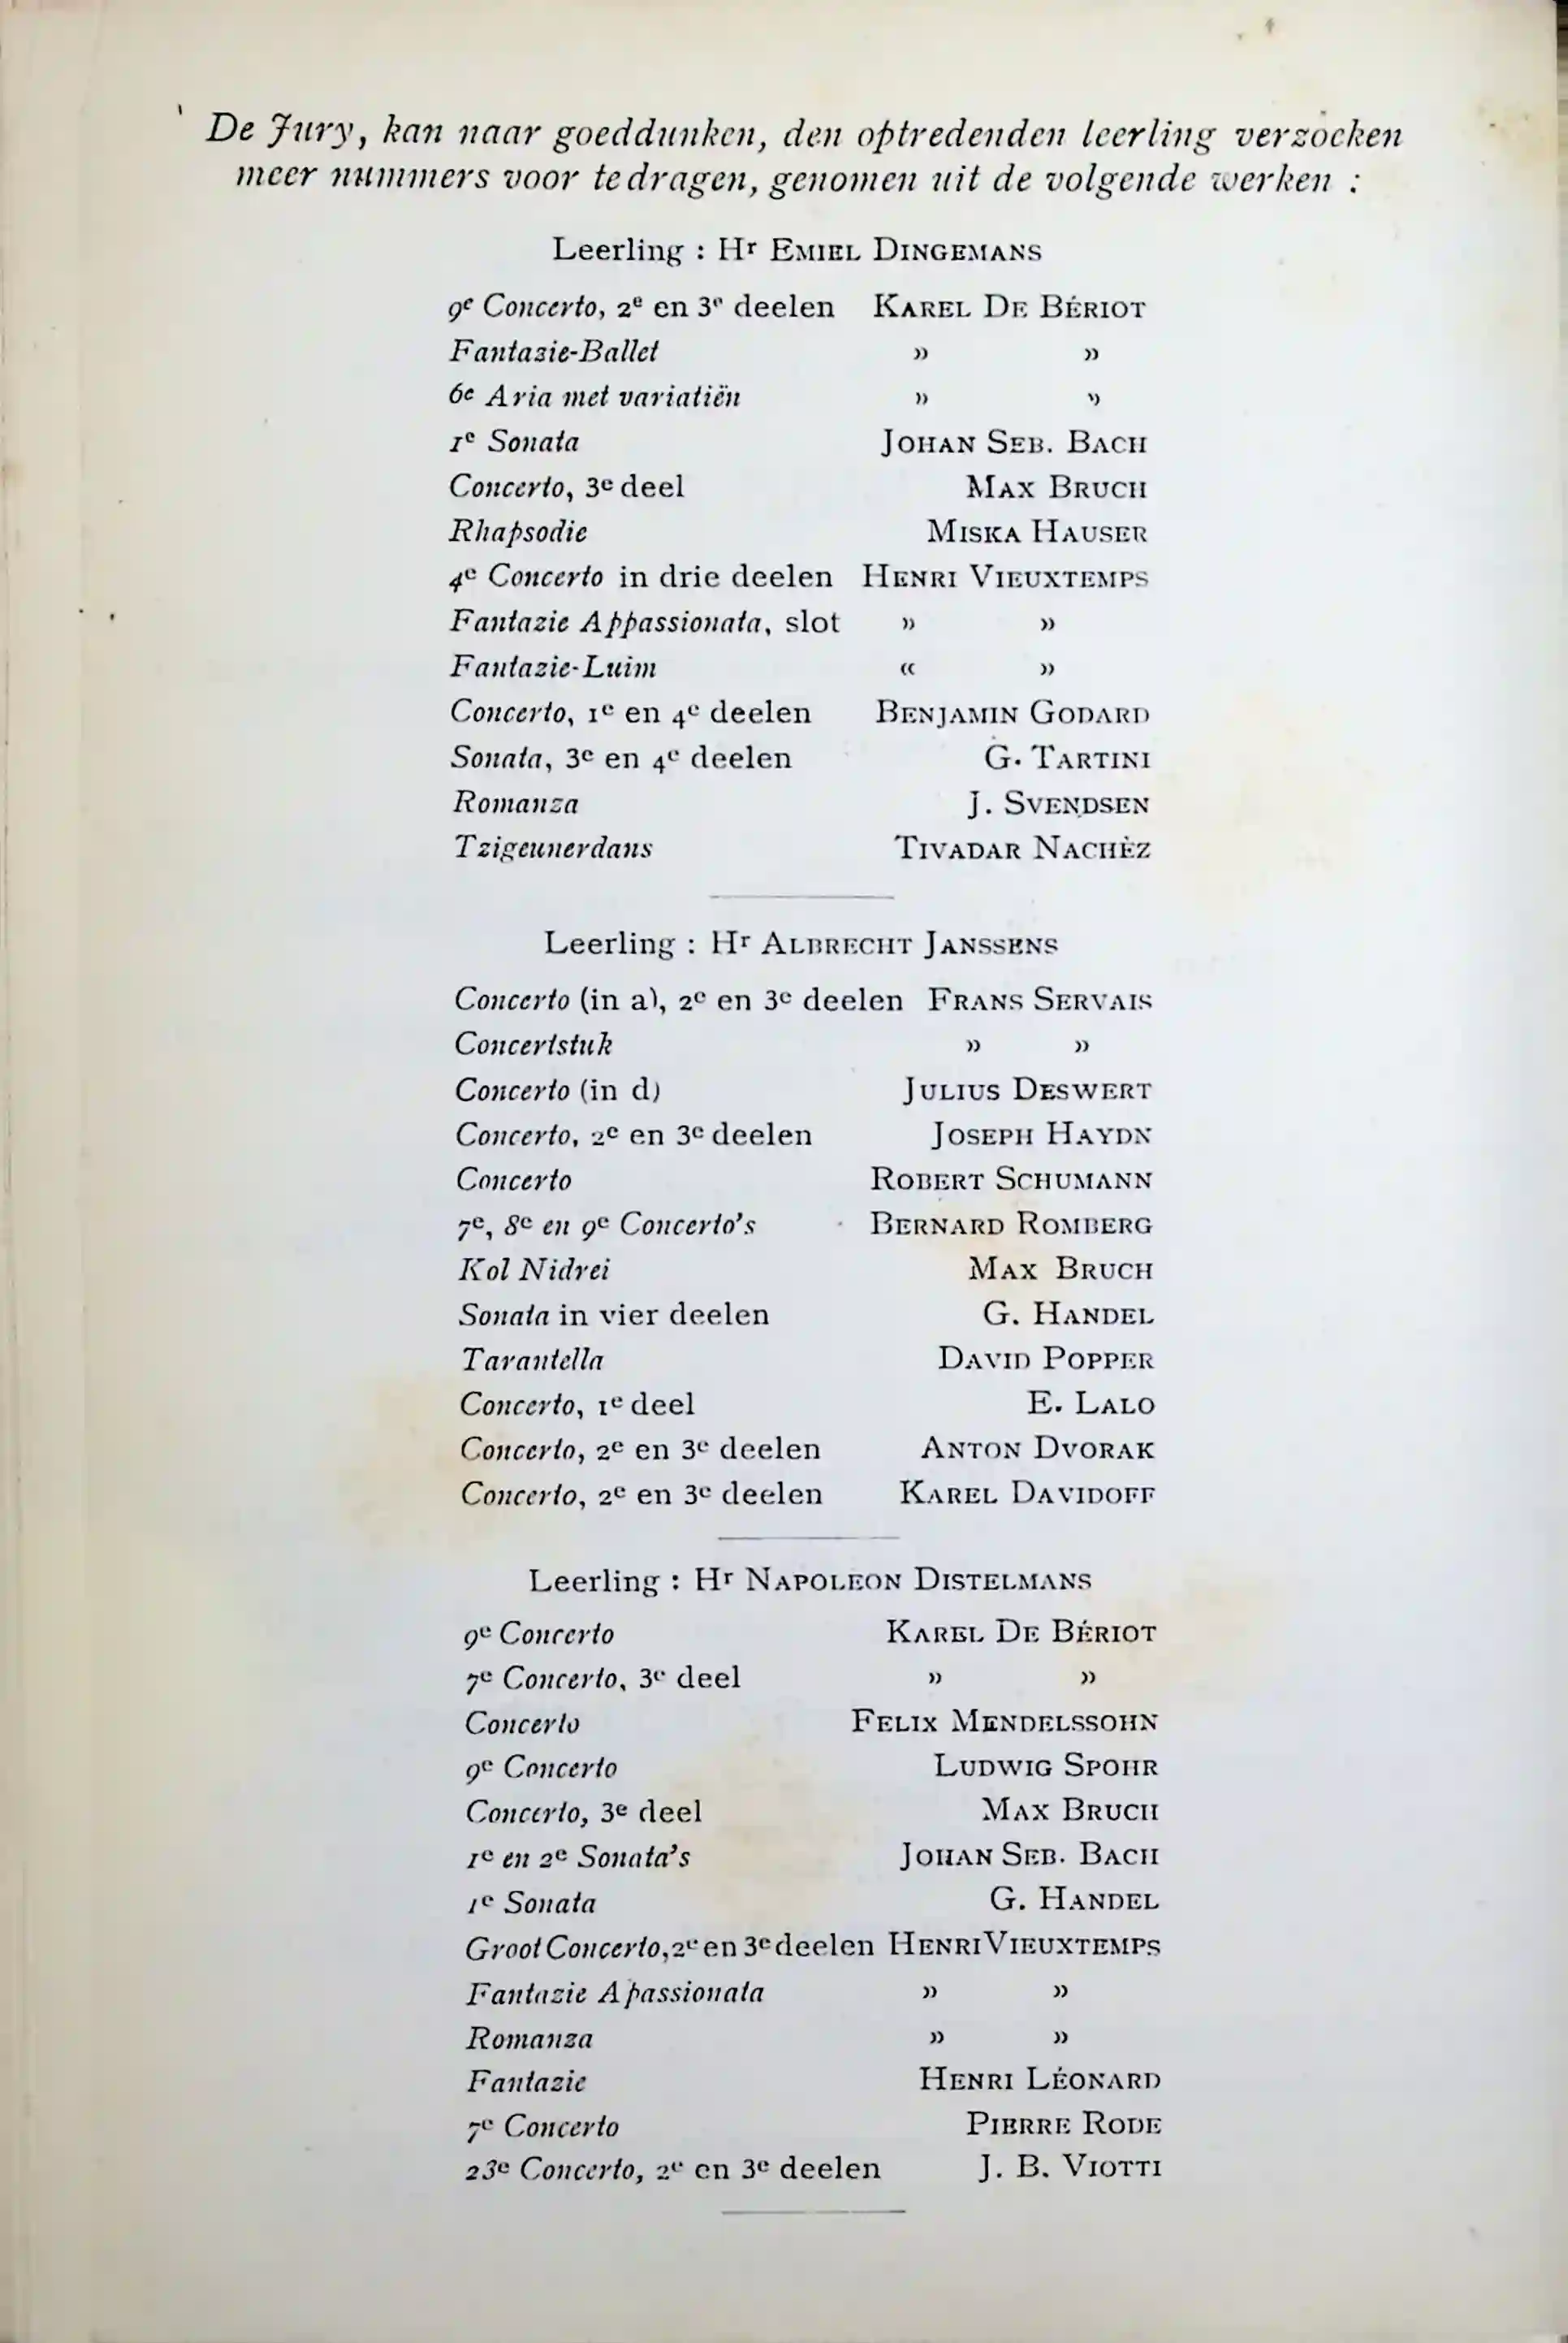 De Jury, kan naar goeddunken, den optredenden leerling verzoeken
meer nummers voor te dragen, genomen uit de volgende werken :
Leerling : Hr EMIEL DINGEMANS
9e Concerto, 2e en 3e deelen KAREL DE BÉRIOT
Fantazie-Ballet » »
6e Aria met variatiën » »
1e Sonata JOHAN SEB. BACH
Concerto, 3e deel MAX BRUCH
Rhapsodie MISKA HAUSER
4e Concerto in drie deelen HENRI VIEUXTEMPS
Fantazie Appassionata, slot » »
Fantazie-Luim « »
Concerto, 1e en 4e deelen BENJAMIN GODARD
Sonata, 3e en 4e deelen G. TARTINI
Romanza J. SVENDSEN
Tzigeunerdans TIVADAR NACHÈZ
Leerling : Hr ALBRECHT JANSSENS
Concerto (in a), 2e en 3e deelen FRANS SERVAIS
Concertstuk » »
Concerto (in d) JULIUS DESWERT
Concerto, 2e en 3e deelen JOSEPH HAYDN
Concerto ROBERT SCHUMANN
7e, 8e en 9e Concerto's BERNARD ROMBERG
Kol Nidrei MAX BRUCH
Sonata in vier deelen G. HANDEL
Tarantella DAVID POPPER
Concerto, 1e deel E. LALO
Concerto, 2e en 3e deelen ANTON DVORAK
Concerto, 2e en 3e deelen KAREL DAVIDOFF
Leerling : Hr NAPOLEON DISTELMANS
9e Concerto KAREL DE BÉRIOT
7e Concerto, 3e deel » »
Concerto FELIX MENDELSSOHN
9e Concerto LUDWIG SPOHR
Concerto, 3e deel MAX BRUCH
1e en 2e Sonata's JOHAN SEB. BACH
1e Sonata G. HANDEL
Groot Concerto, 2e en 3e deelen HENRI VIEUXTEMPS
Fantazie Apassionata » »
Romanza » »
Fantazie HENRI LÉONARD
7e Concerto PIERRE RODE
23e Concerto, 2e en 3e deelen J. B. VIOTTI